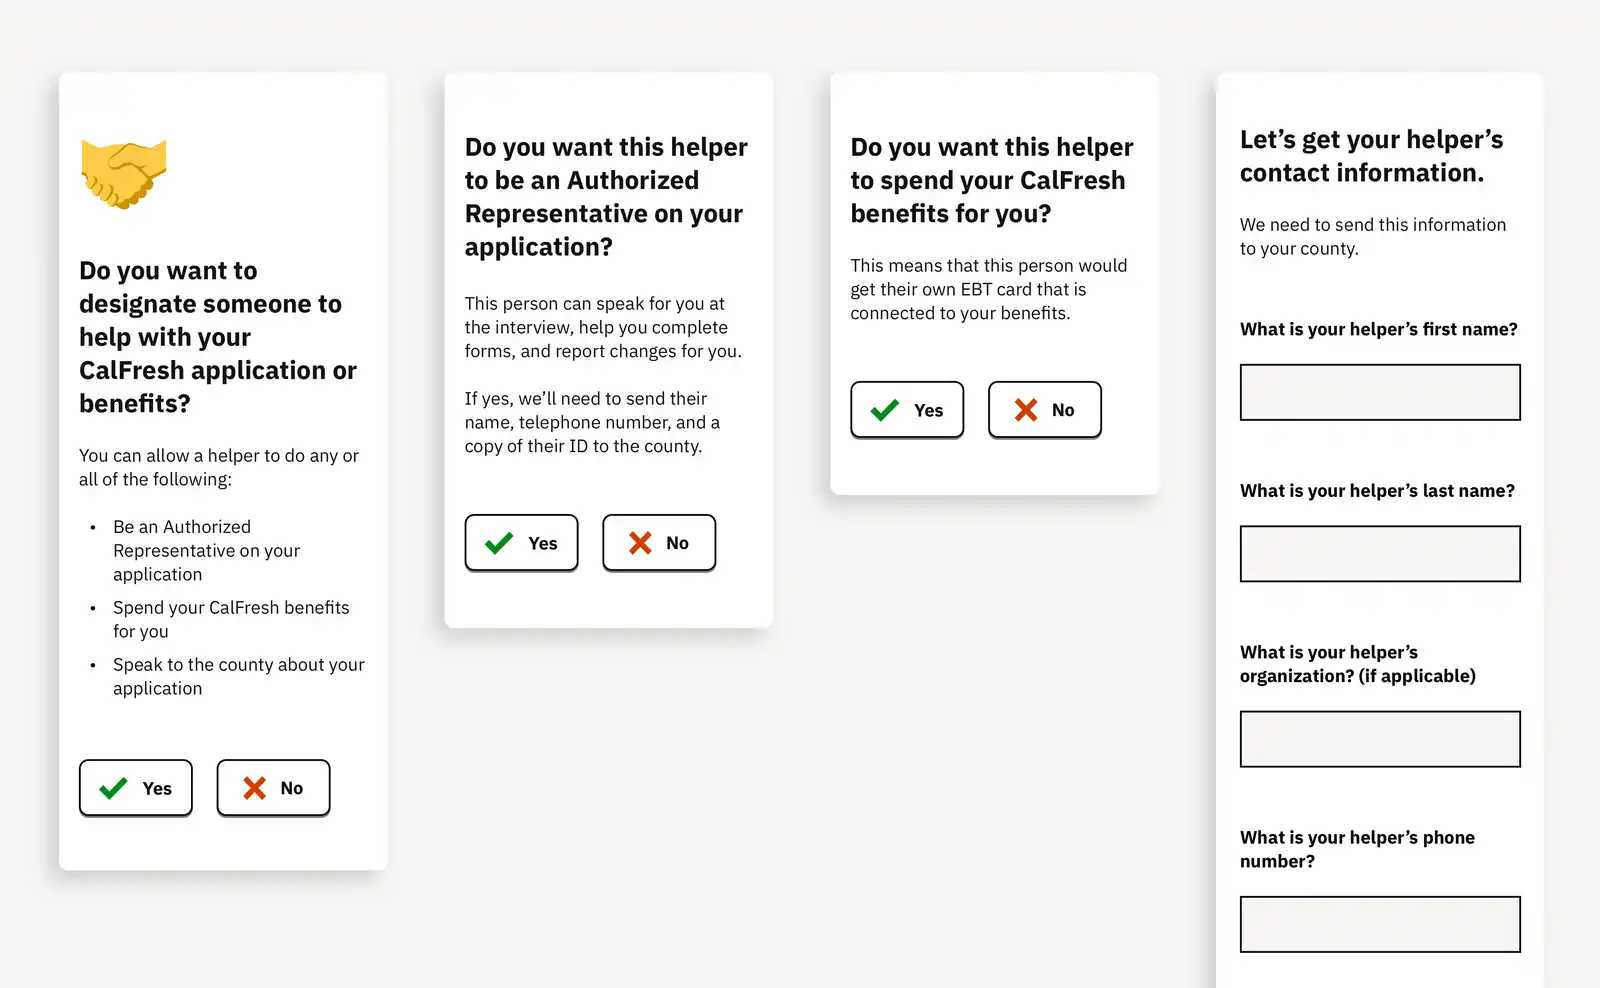 Do you want to
designate someone to
help with your
CalFresh application or
benefits?
You can allow a helper to do any or
all of the following:
• Be an Authorized
Representative on your
application
• Spend your CalFresh benefits
for you
• Speak to the county about your
application
Yes
No
Do you want this helper
to be an Authorized
Representative on your
application?
This person can speak for you at
the interview, help you complete
forms, and report changes for you.
If yes, we’ll need to send their
name, telephone number, and a
copy of their ID to the county.
Yes
No
Do you want this helper
to spend your CalFresh
benefits for you?
This means that this person would
get their own EBT card that is
connected to your benefits.
Yes
No
Let’s get your helper’s
contact information.
We need to send this information
to your county.
What is your helper’s first name?
What is your helper’s last name?
What is your helper’s
organization? (if applicable)
What is your helper’s phone
number?